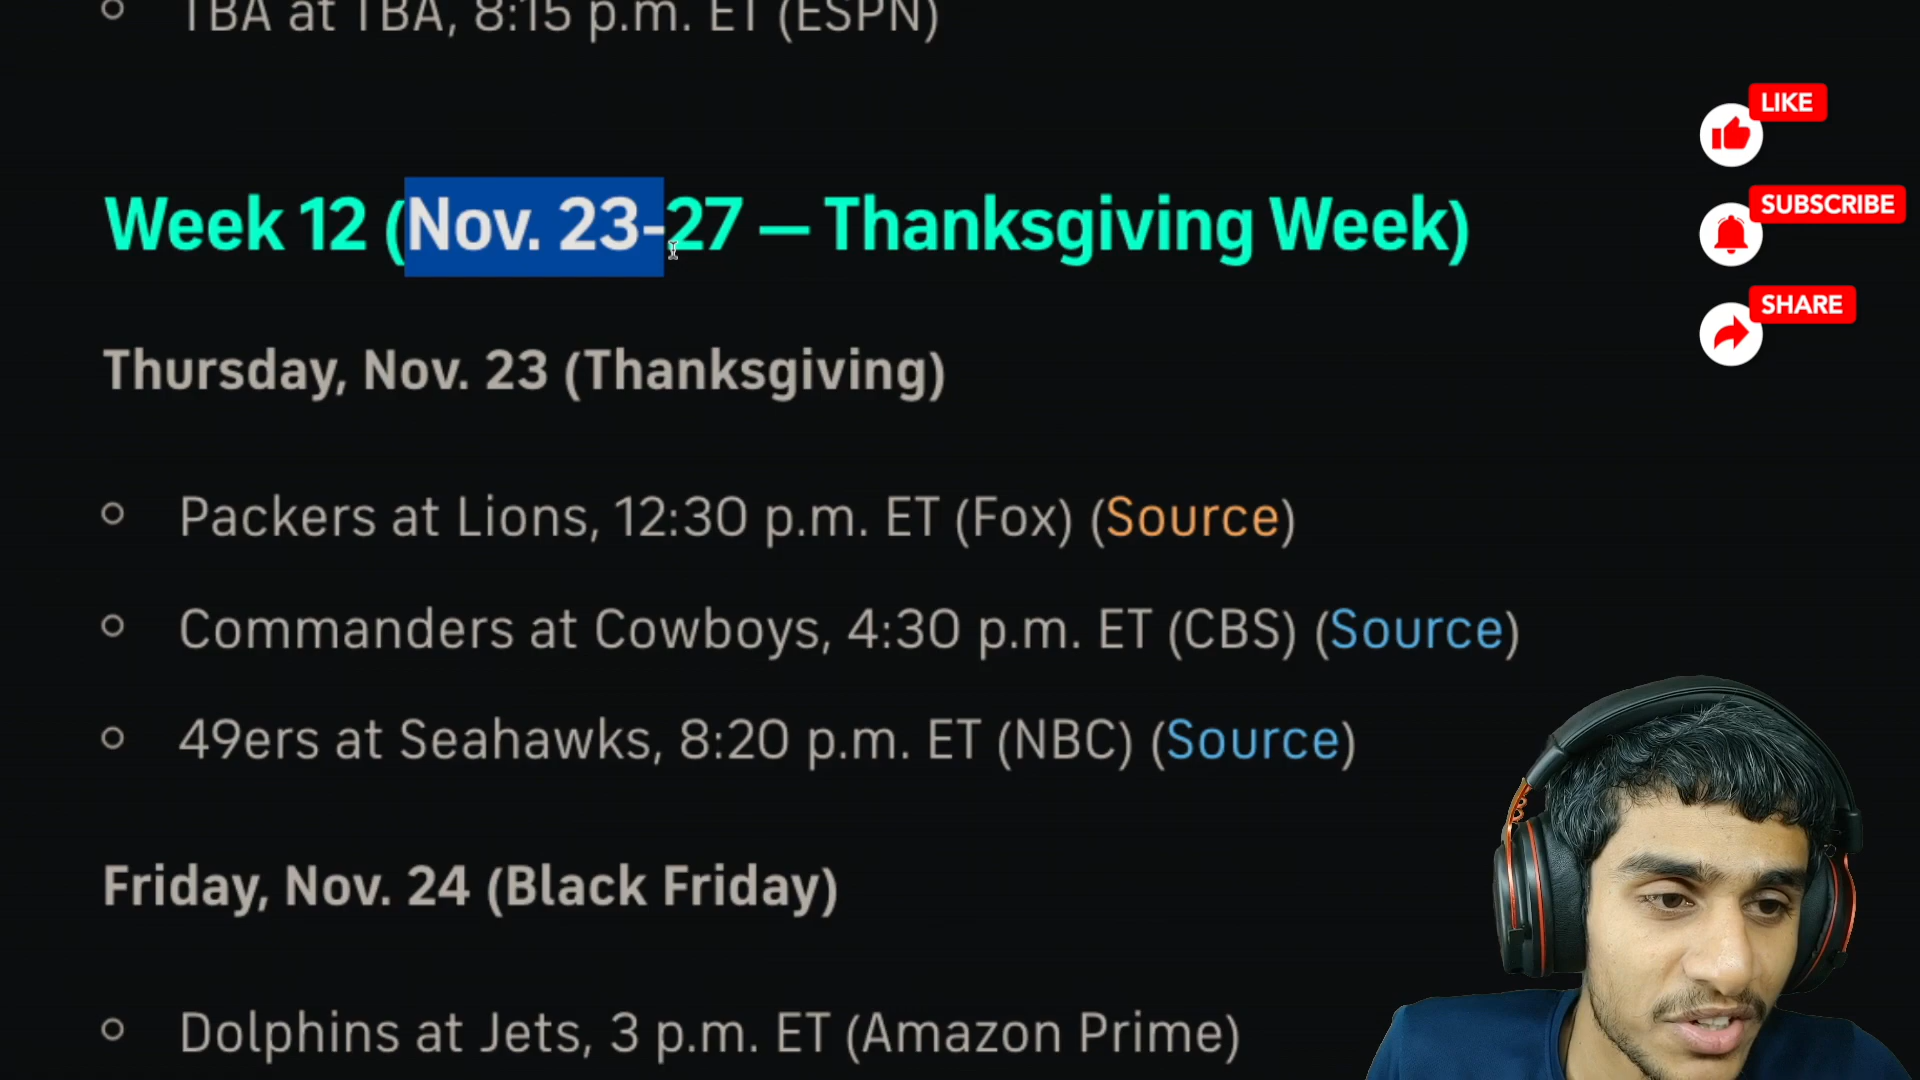 TBA at TBA, 8:15 p.m. ET (ESPN)
LIKE
Week 12 (Nov. 23-27 — Thanksgiving Week)
SUBSCRIBE
SHARE
Thursday, Nov. 23 (Thanksgiving)
Packers at Lions, 12:30 p.m. ET (Fox) (Source)
Commanders at Cowboys, 4:30 p.m. ET (CBS) (Source)
49ers at Seahawks, 8:20 p.m. ET (NBC) (Source)
Friday, Nov. 24 (Black Friday)
Dolphins at Jets, 3 p.m. ET (Amazon Prime)